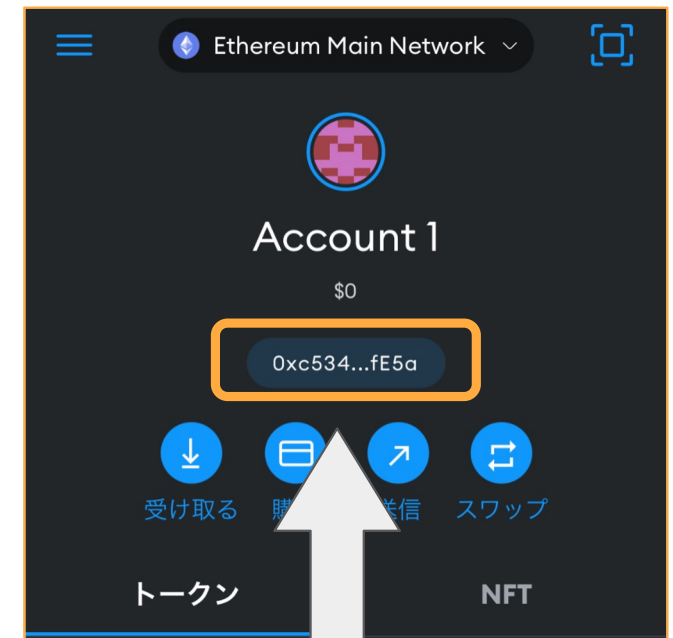 Ethereum Main Network
Account 1
$0
0xc534...fE5a
受け取る 購 送信 スワップ
トークン NFT